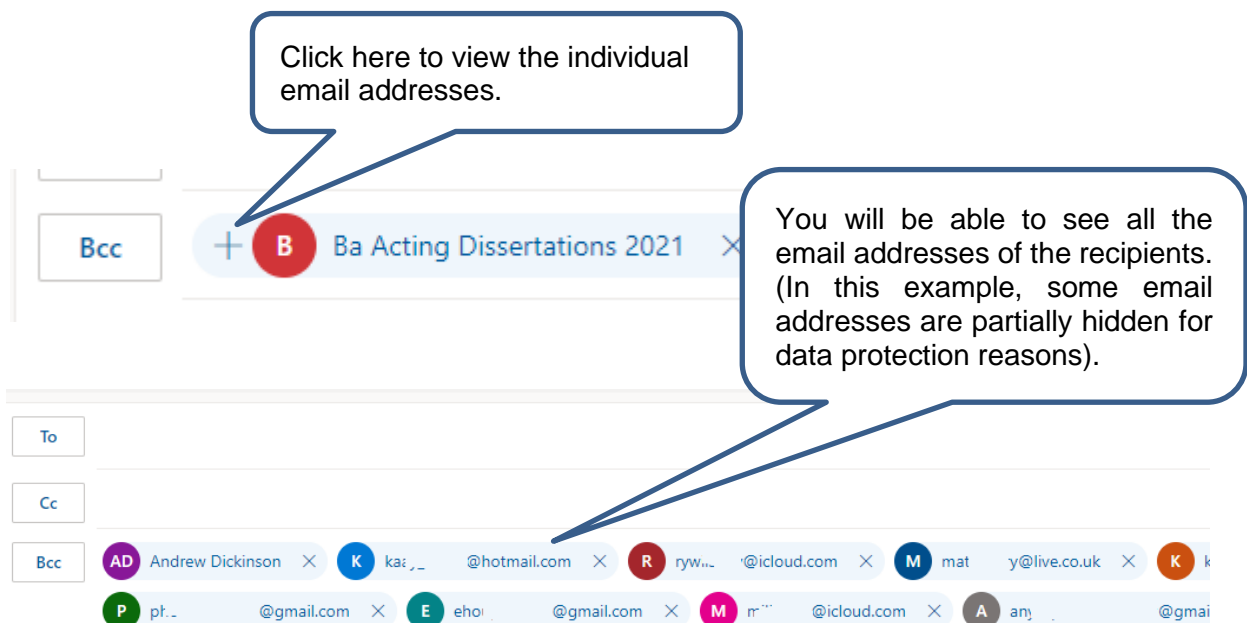 Click here to view the individual
email addresses.
Bcc
B Ba Acting Dissertations 2021
You will be able to see all the
email addresses of the recipients.
(In this example, some email
addresses are partially hidden for
data protection reasons).
To
Cc
Bcc AD Andrew Dickinson K @hotmail.com R @icloud.com M mat y@live.co.uk K
P @gmail.com E @gmail.com M @icloud.com A @gmai